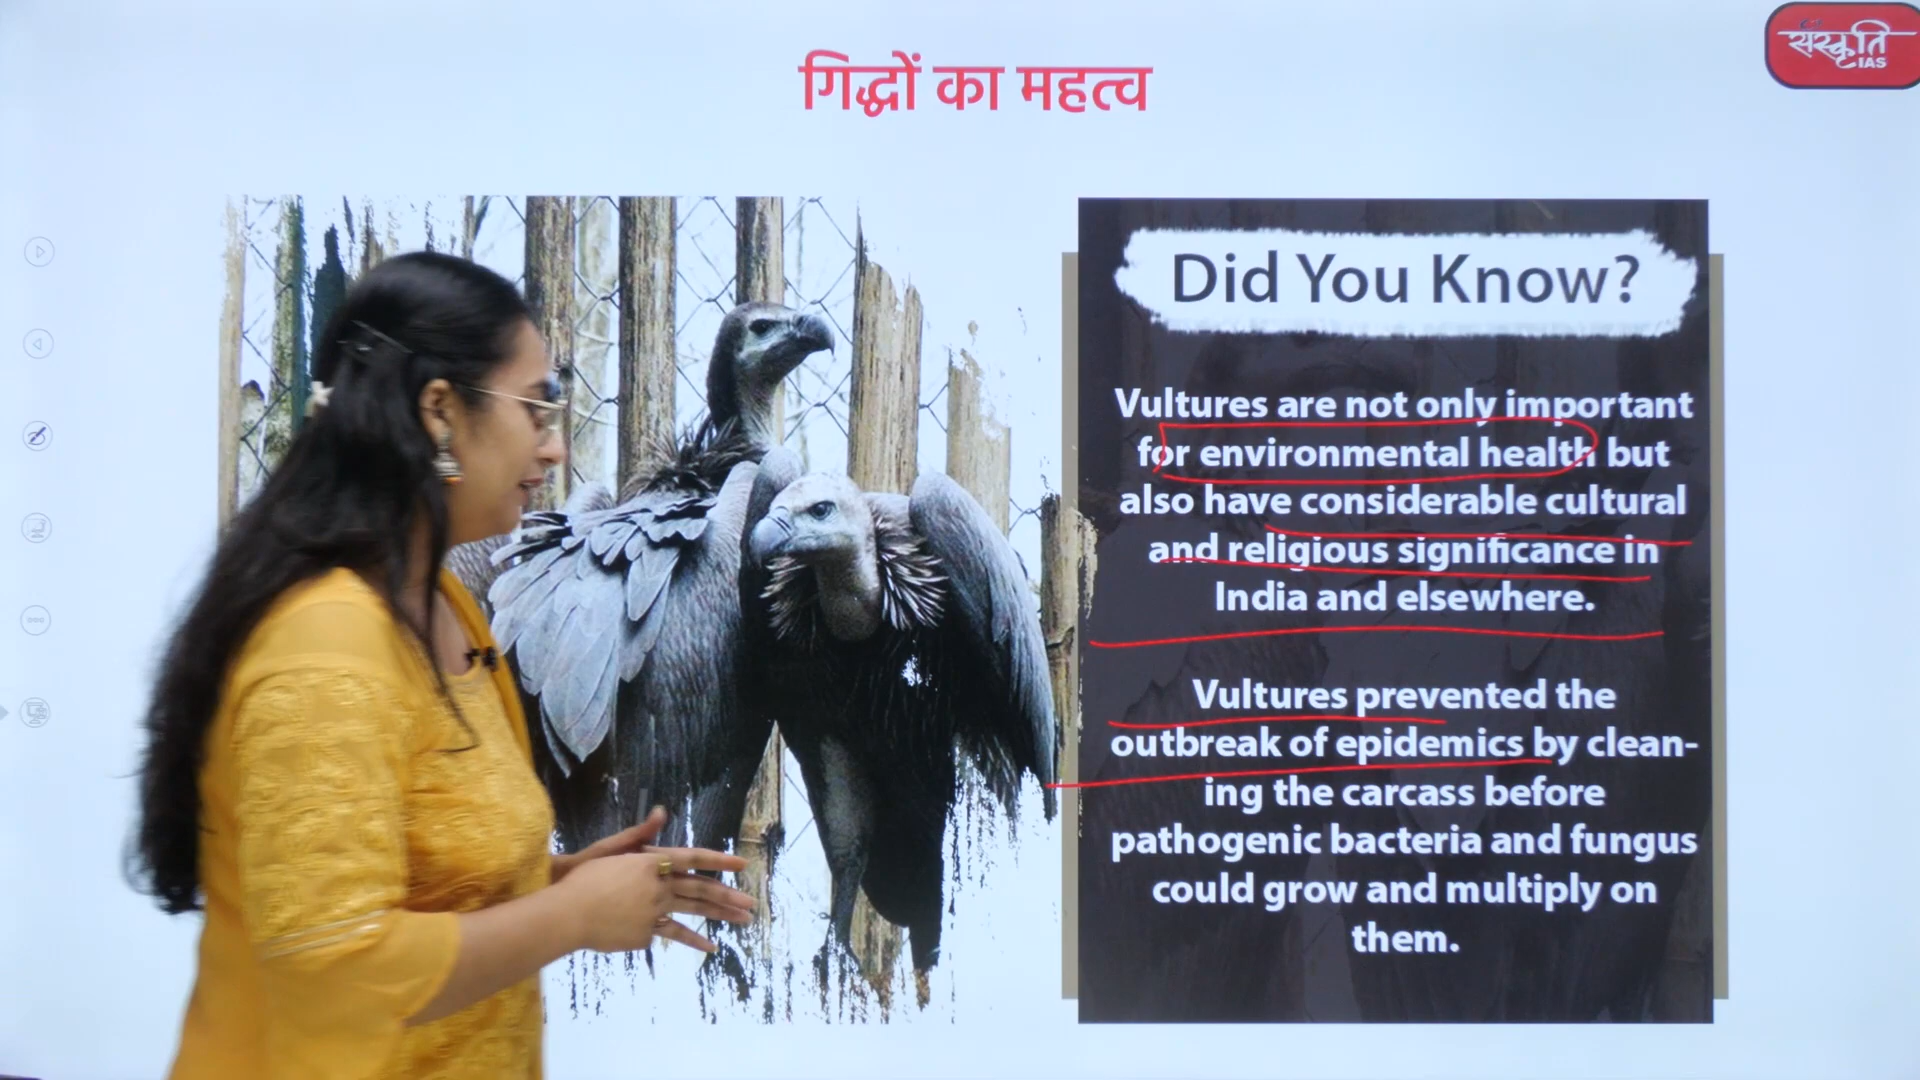 संस्कृति
IAS
गिद्धों का महत्व
Did You Know?
Vultures are not only important
for environmental health but
also have considerable cultural
and religious significance in
India and elsewhere.
Vultures prevented the
outbreak of epidemics by clean-
ing the carcass before
pathogenic bacteria and fungus
could grow and multiply on
them.